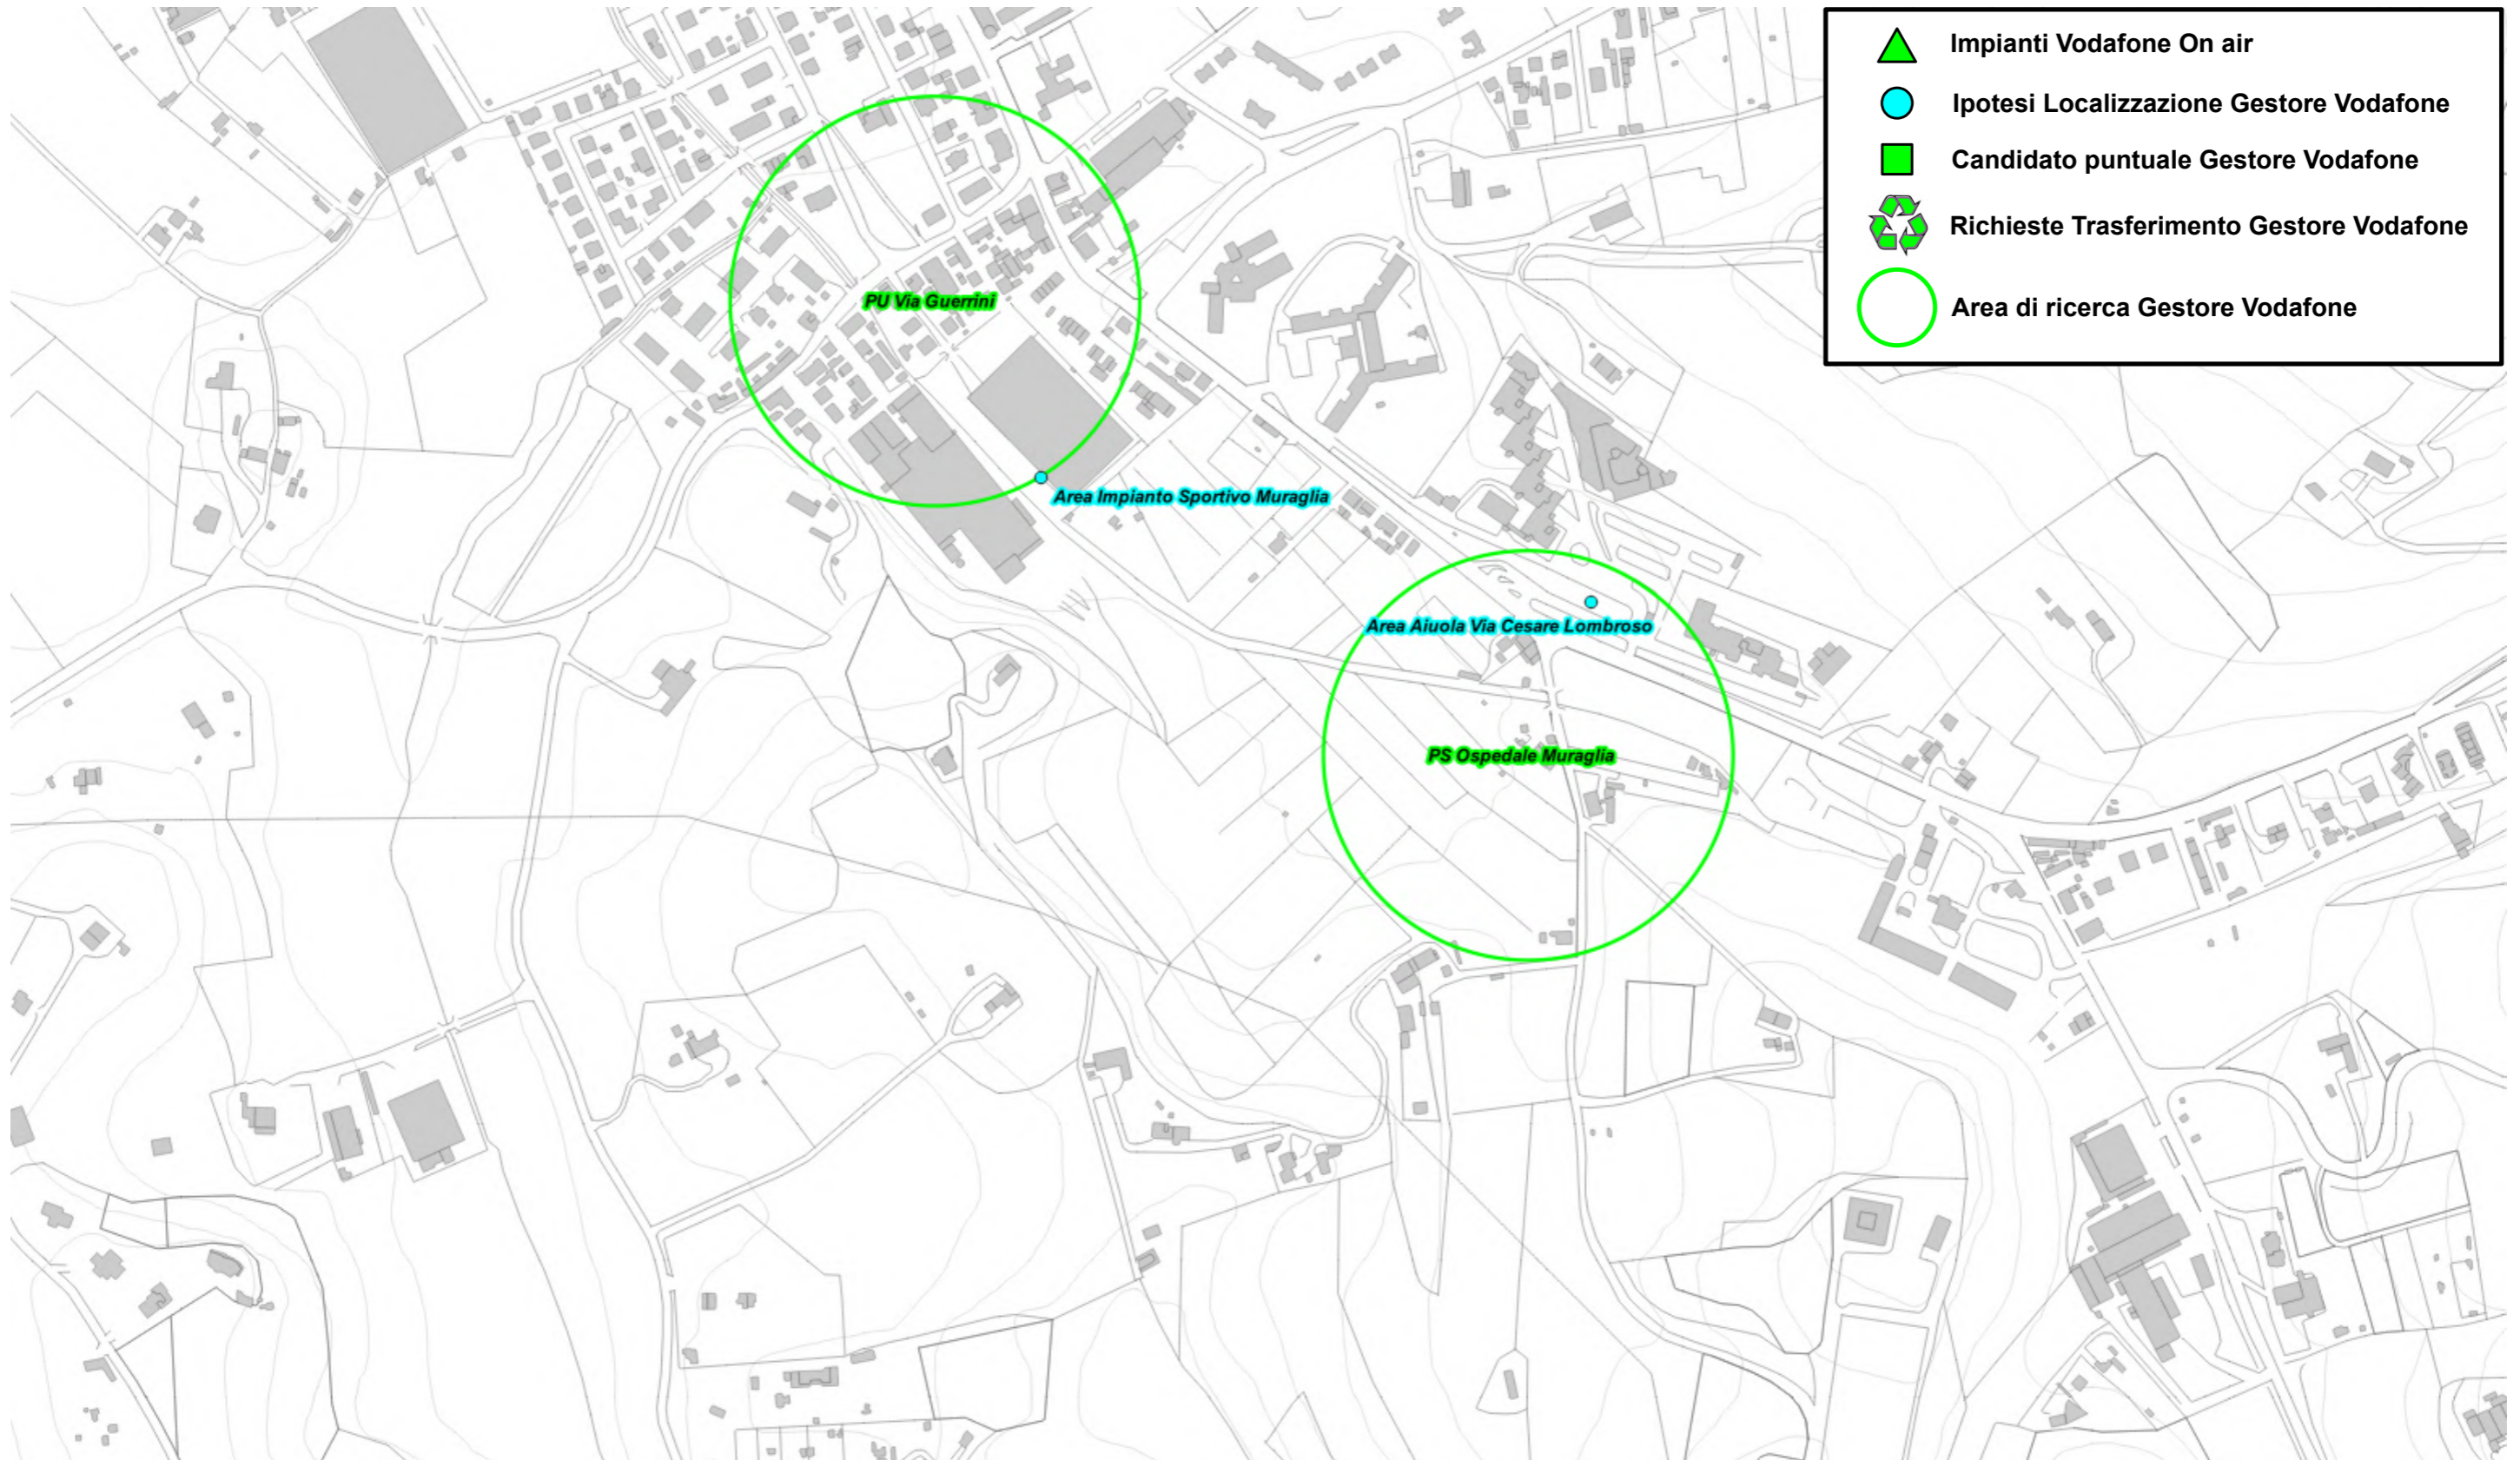 Impianti Vodafone On air
Ipotesi Localizzazione Gestore Vodafone
Candidato puntuale Gestore Vodafone
Richieste Trasferimento Gestore Vodafone
Area di ricerca Gestore Vodafone
PU Via Guerrini
Area Impianto Sportivo Muraglia
Area Aiuola Via Cesare Lombroso
PS Ospedale Muraglia